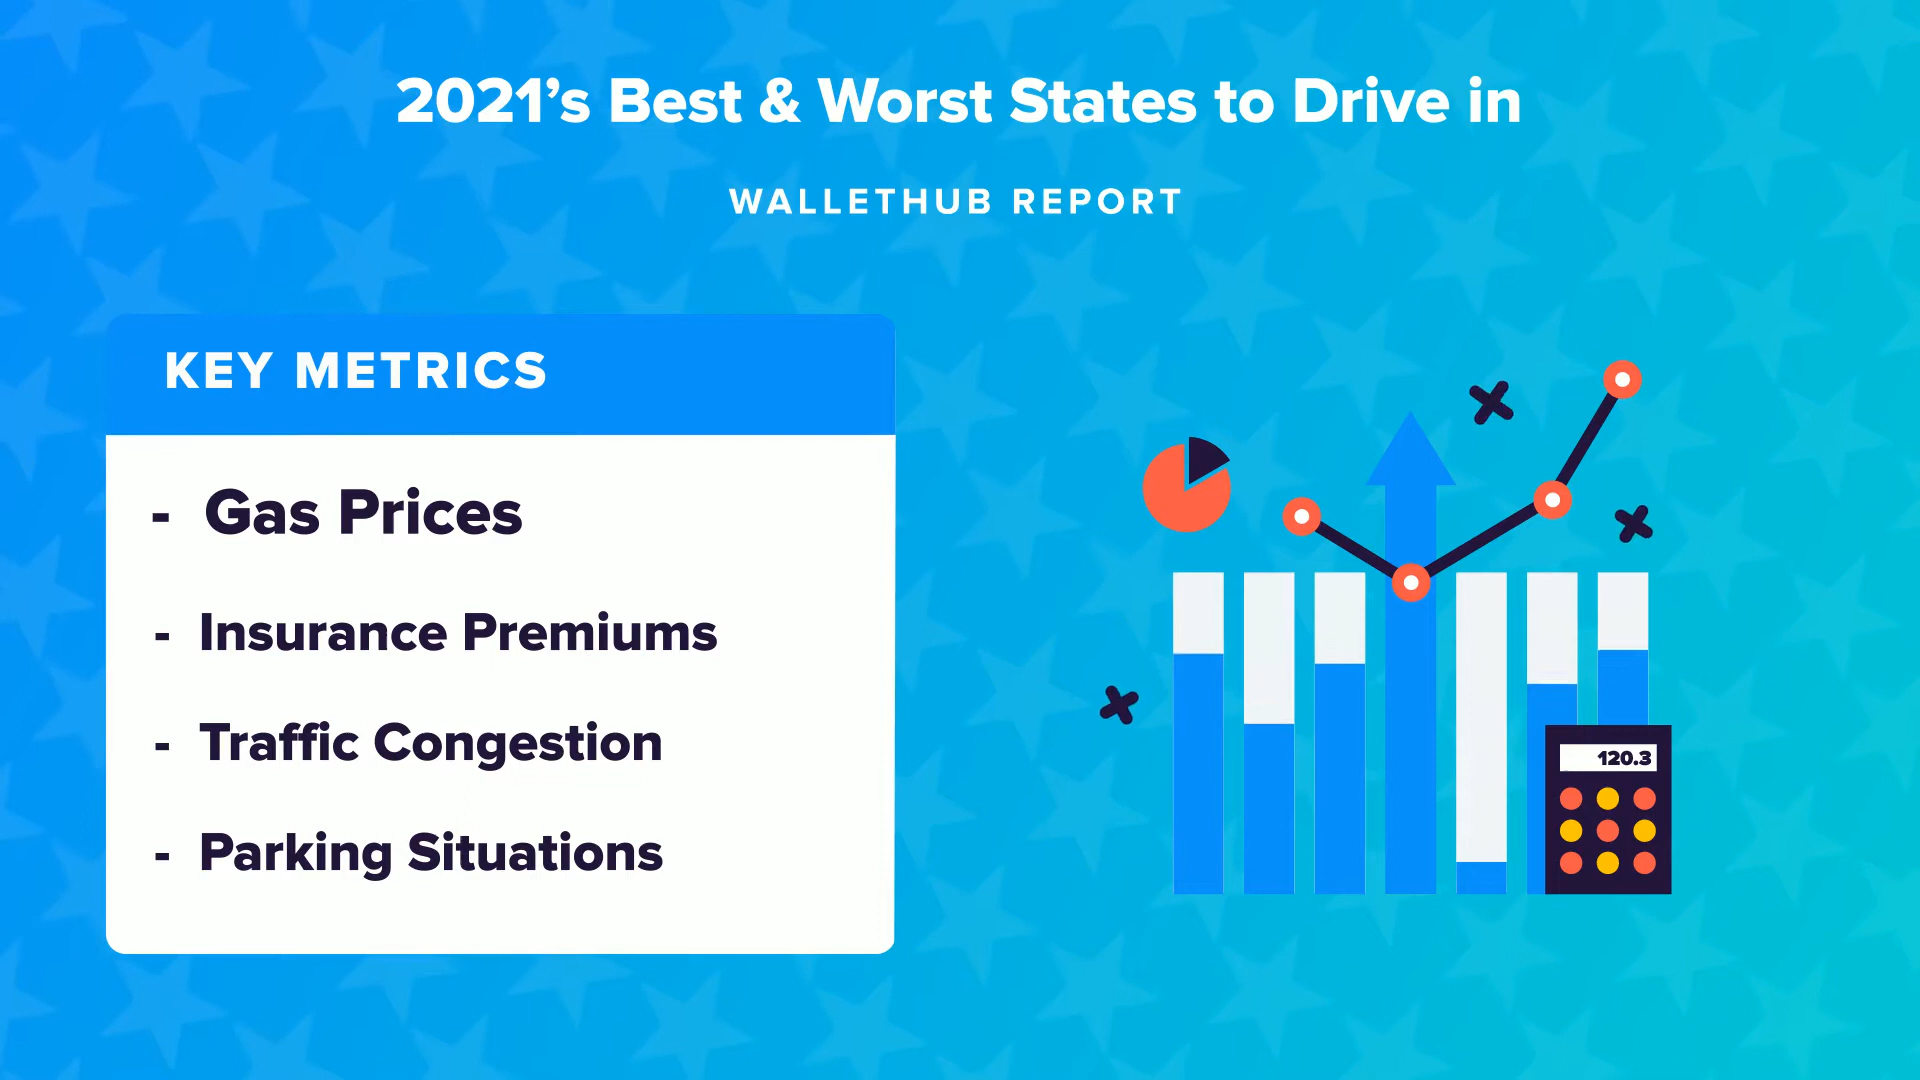 2021’s Best & Worst States to Drive in
WALLETHUB REPORT
KEY METRICS
- Gas Prices
- Insurance Premiums
- Traffic Congestion
- Parking Situations
120.3